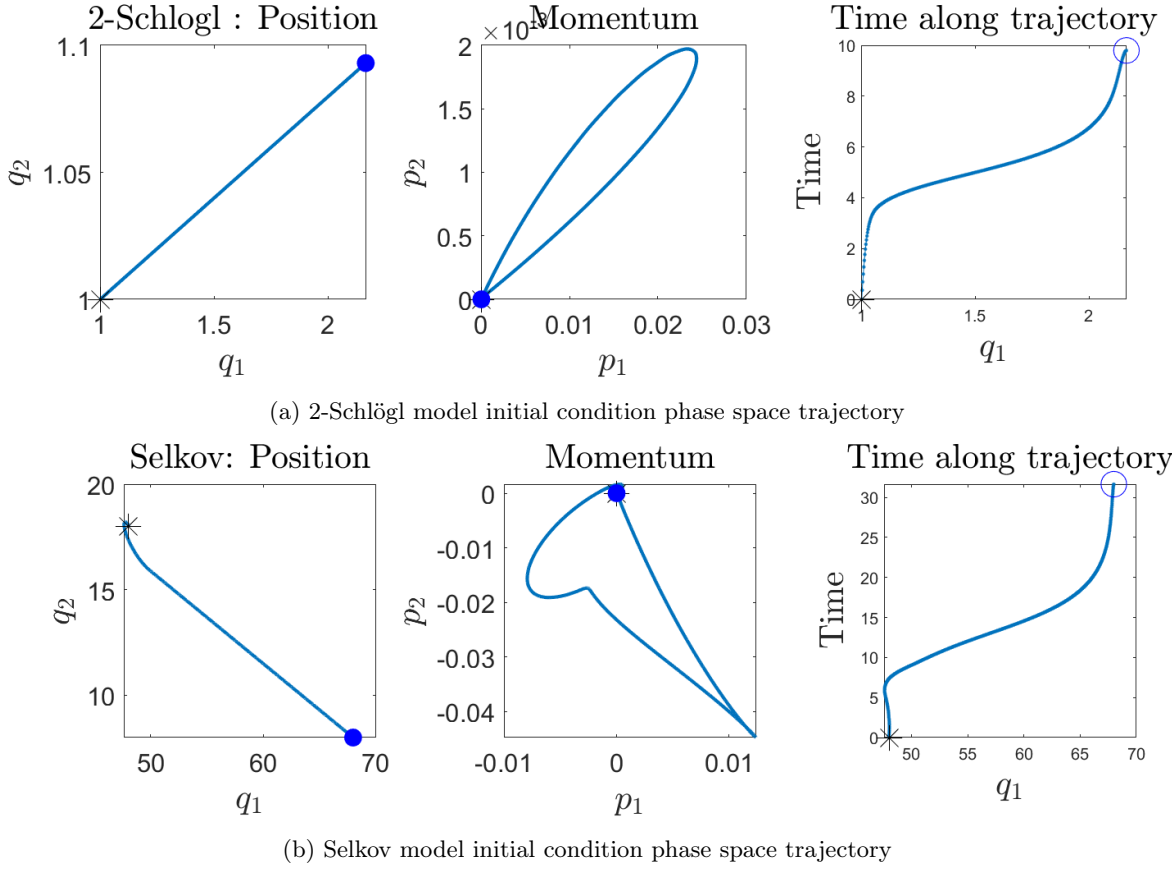 2-Schlogl : Position
1.1
1.05
1
q₂
1
1.5
2
q₁
×10⁻³
Momentum
2
1.5
1
0.5
0
p₂
0
0.01
0.02
0.03
p₁
Time along trajectory
10
8
6
4
2
0
Time
1
1.5
2
q₁
(a) 2-Schlögl model initial condition phase space trajectory
Selkov: Position
20
15
10
q₂
50
60
70
q₁
Momentum
0
-0.01
-0.02
-0.03
-0.04
p₂
-0.01
0
0.01
p₁
Time along trajectory
30
25
20
15
10
5
0
Time
50
55
60
65
70
q₁
(b) Selkov model initial condition phase space trajectory